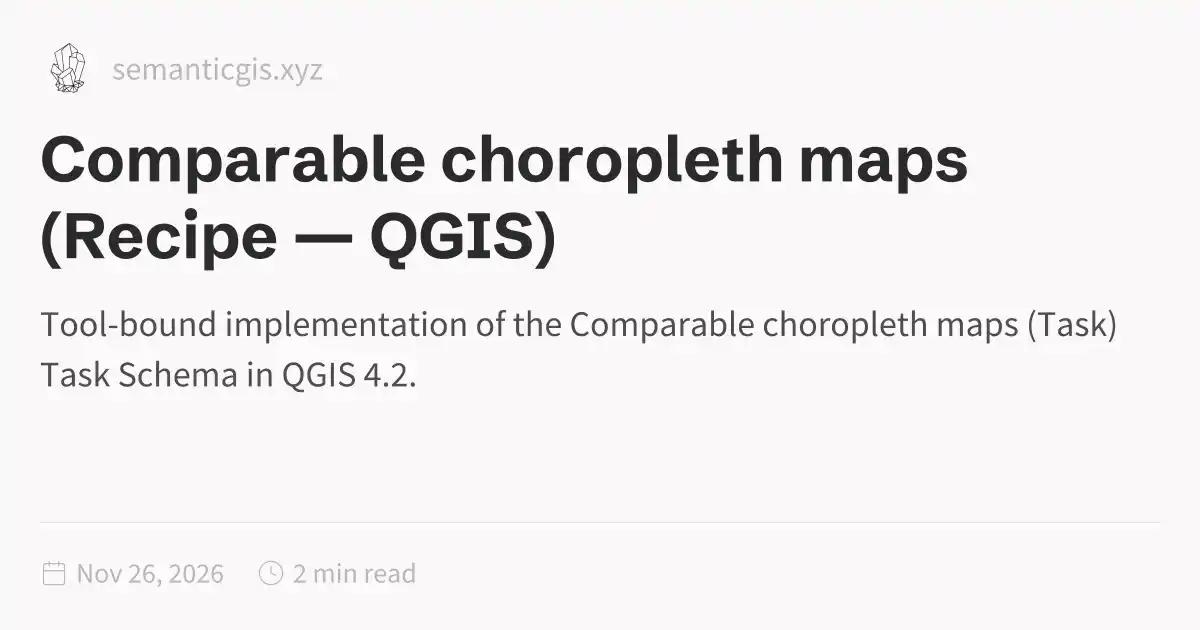 semanticgis.xyz
Comparable choropleth maps
(Recipe — QGIS)
Tool-bound implementation of the Comparable choropleth maps (Task)
Task Schema in QGIS 4.2.
Nov 26, 2026 2 min read